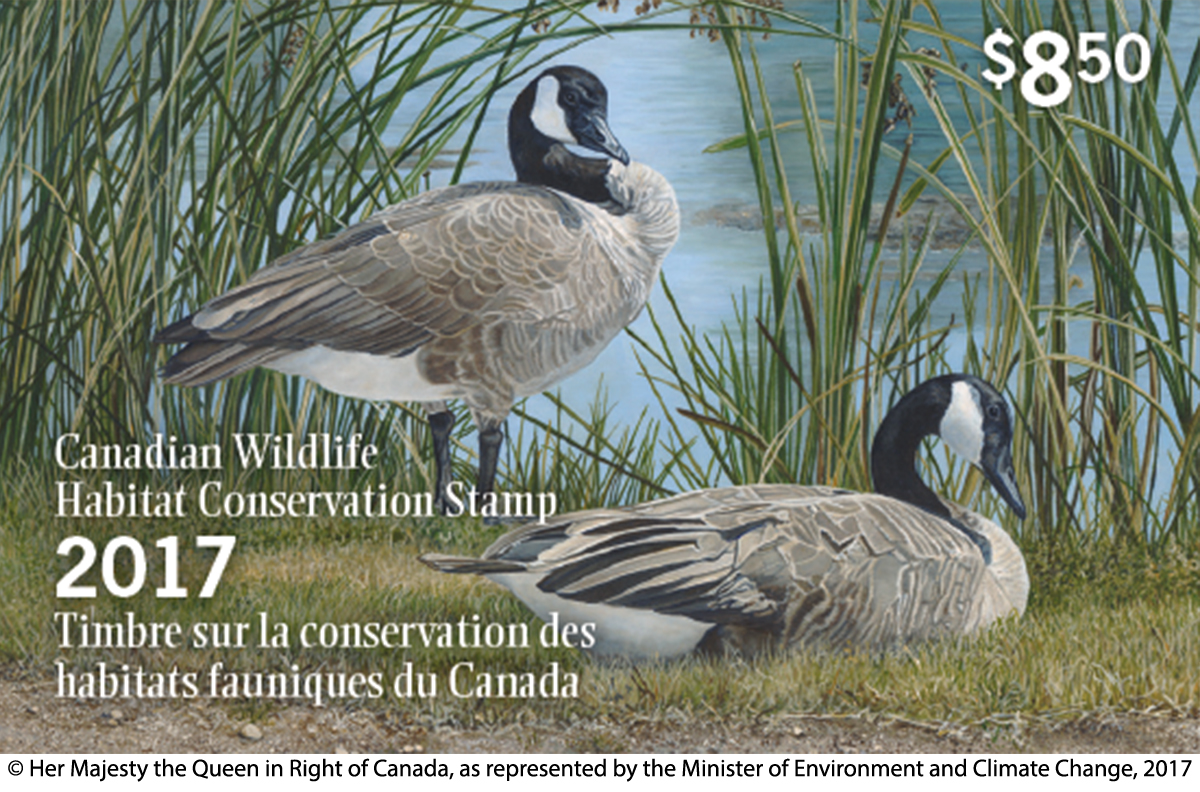 $8.50
Canadian Wildlife
Habitat Conservation Stamp
2017
Timbre sur la conservation des
habitats fauniques du Canada
© Her Majesty the Queen in Right of Canada, as represented by the Minister of Environment and Climate Change, 2017